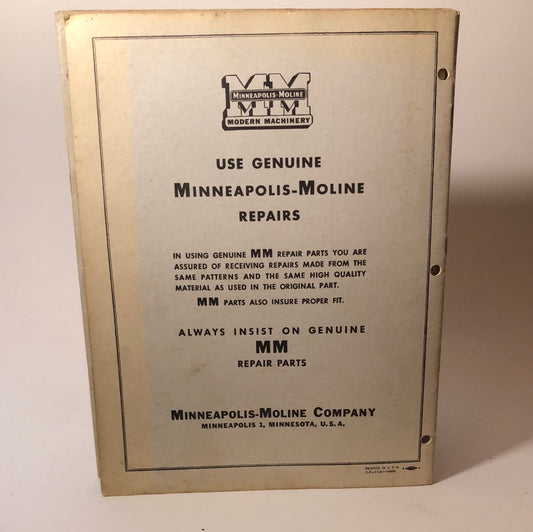 MM
MINNEAPOLIS-MOLINE
MODERN MACHINERY
USE GENUINE
MINNEAPOLIS-MOLINE
REPAIRS
IN USING GENUINE MM REPAIR PARTS YOU ARE
ASSURED OF RECEIVING REPAIRS MADE FROM THE
SAME PATTERNS AND THE SAME HIGH QUALITY
MATERIAL AS USED IN THE ORIGINAL PART.
MM PARTS ALSO INSURE PROPER FIT.
ALWAYS INSIST ON GENUINE
MM
REPAIR PARTS
MINNEAPOLIS-MOLINE COMPANY
MINNEAPOLIS 1, MINNESOTA, U.S.A.
PRINTED IN U.S.A.